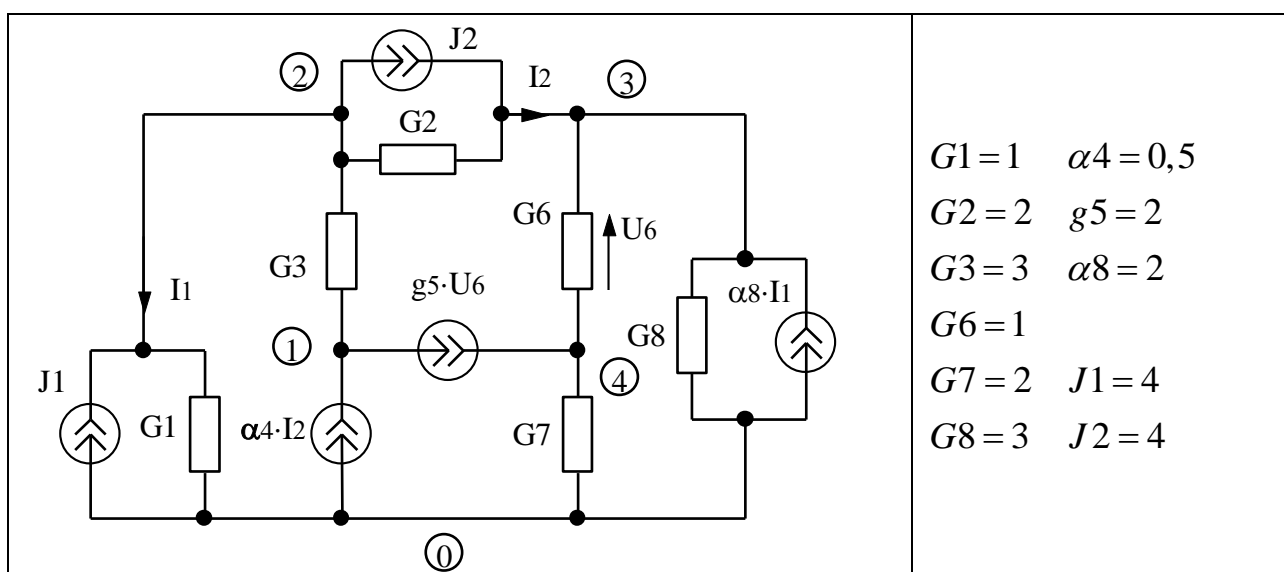 J2
② I2 ③
G2
G6 U6
G3
g5·U6 α8·I1
I1
① G8
J1 ④
G1 α4·I2 G7
⓪
G1=1 α4=0,5
G2=2 g5=2
G3=3 α8=2
G6=1
G7=2 J1=4
G8=3 J2=4